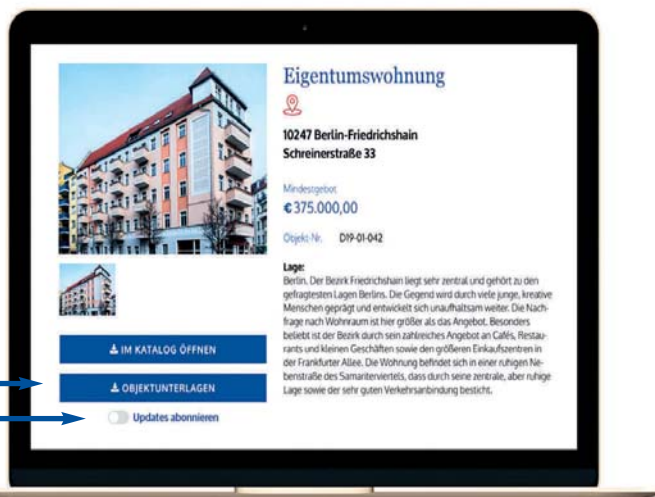 Eigentumswohnung
10247 Berlin-Friedrichshain
Schreinerstraße 33
Mindestgebot
€ 375.000,00
Objekt-Nr. D19-01-042
Lage:
Berlin. Der Bezirk Friedrichshain liegt sehr zentral und gehört zu den
gefragtesten Lagen Berlins. Die Gegend wird durch viele junge, kreative
Menschen geprägt und entwickelt sich unaufhaltsam weiter. Die Nach-
frage nach Wohnraum ist hier größer als das Angebot. Besonders
beliebt ist der Bezirk durch sein zahlreiches Angebot an Cafés, Restau-
rants und kleinen Geschäften sowie den größeren Einkaufszentren in
der Frankfurter Allee. Die Wohnung befindet sich in einer ruhigen Ne-
benstraße des Samariterviertels, dass durch seine zentrale, aber ruhige
Lage sowie der sehr guten Verkehrsanbindung besticht.
IM KATALOG ÖFFNEN
OBJEKTUNTERLAGEN
Updates abonnieren